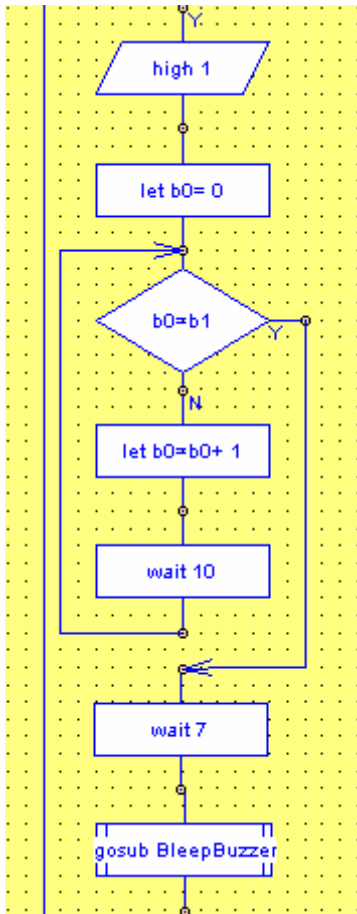 Y
high 1
let b0= 0
b0=b1
Y
N
let b0=b0+ 1
wait 10
wait 7
gosub BleepBuzzer